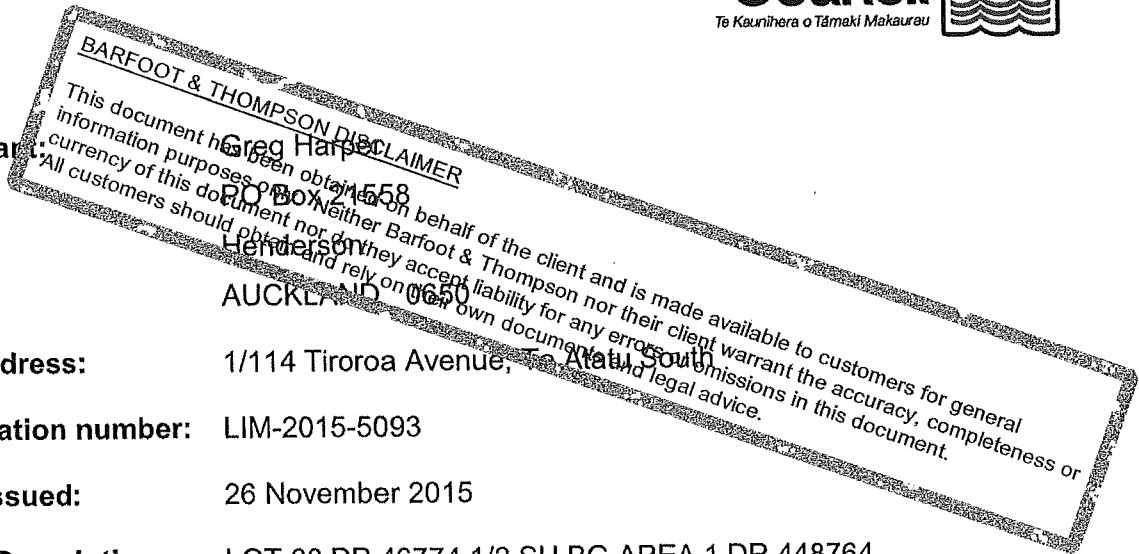 Te Kaunihera o Tāmaki Makaurau
BARFOOT & THOMPSON DISCLAIMER
This document has been obtained on behalf of the client and is made available to customers for general
information purposes only. Neither Barfoot & Thompson nor their client warrant the accuracy, completeness or
currency of this document nor do they accept liability for any errors or omissions in this document.
All customers should obtain and rely on their own documents and legal advice.
Greg Harper
PO Box 21558
Henderson
AUCKLAND 0650
dress: 1/114 Tiroroa Avenue, Te Atatu South
ation number: LIM-2015-5093
ssued: 26 November 2015